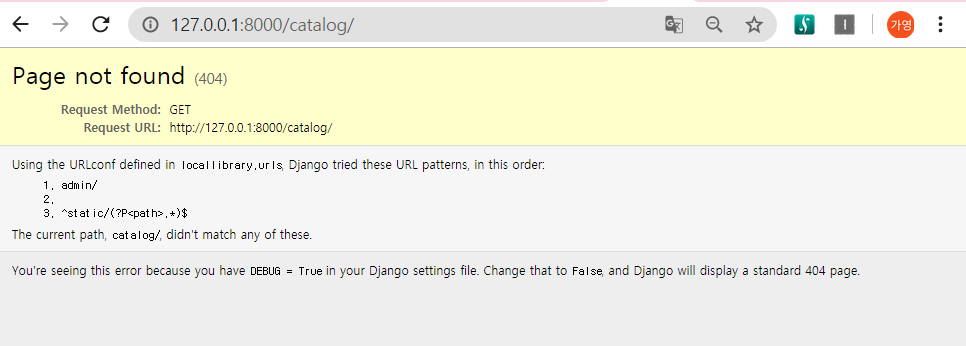 127.0.0.1:8000/catalog/
가영
Page not found (404)
Request Method: GET
Request URL: http://127.0.0.1:8000/catalog/
Using the URLconf defined in locallibrary.urls, Django tried these URL patterns, in this order:
1. admin/
2.
3. ^static/(?P<path>.*)$
The current path, catalog/, didn't match any of these.
You're seeing this error because you have DEBUG = True in your Django settings file. Change that to False, and Django will display a standard 404 page.